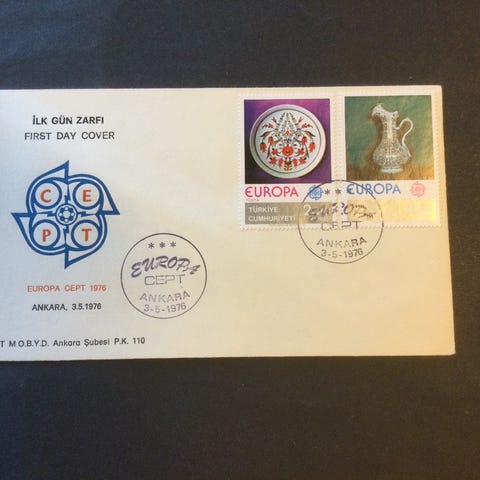 İLK GÜN ZARFI
FIRST DAY COVER
C E
P T
EUROPA CEPT 1976
ANKARA, 3.5.1976
T M.O.B.Y.D. Ankara Şubesi P.K. 110
EUROPA
TÜRKİYE
CUMHURİYETİ
EUROPA
***
EUROPA
CEPT
ANKARA
3-5-1976
***
EUROPA
CEPT
ANKARA
3-5-1976